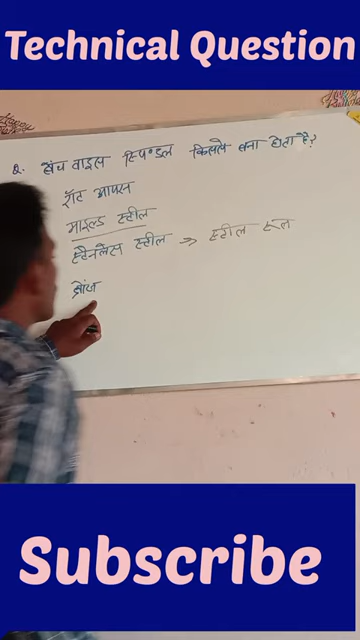 Technical Question
Q. बेंच वाइस स्पिण्डल किससे बना होता है?
रॉट आयरन
माइल्ड स्टील
स्टैनलेस स्टील → स्टील रूल
ब्रोंज
Subscribe